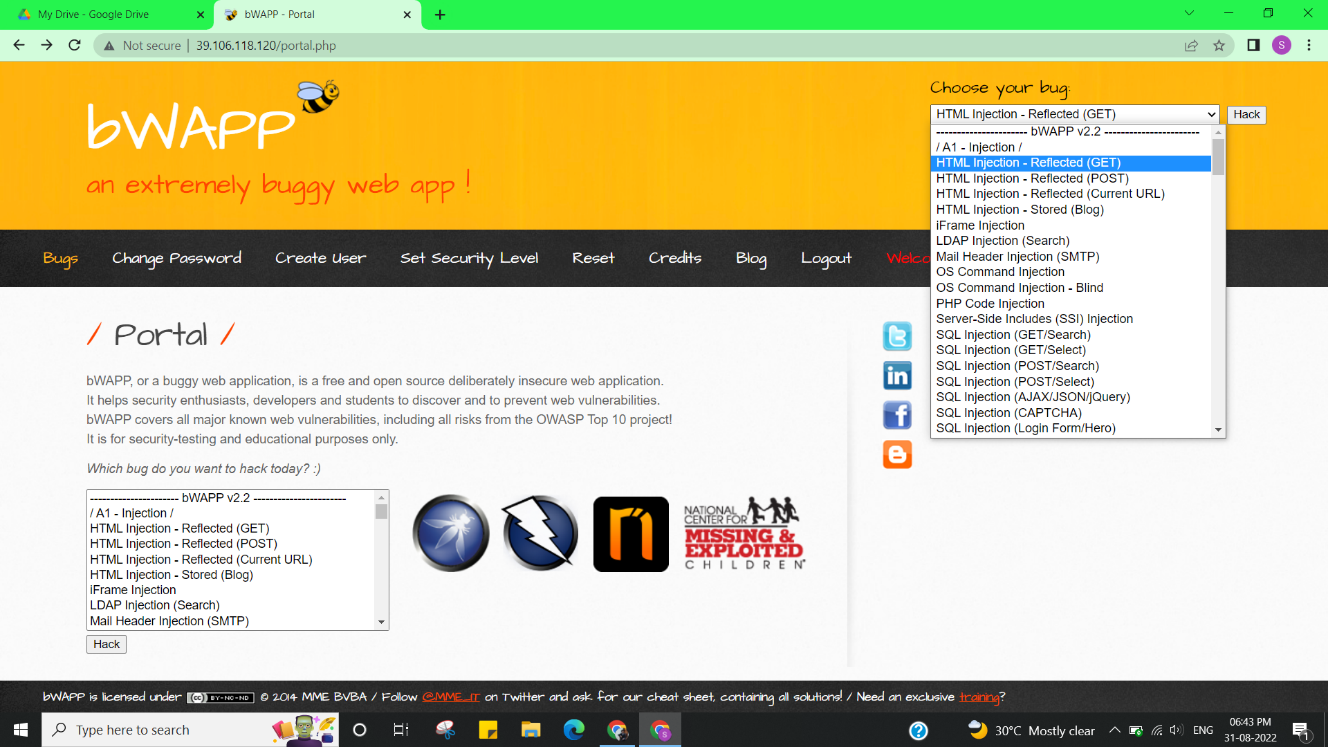 My Drive - Google Drive
bWAPP - Portal
Not secure
39.106.118.120/portal.php
S
bWAPP
an extremely buggy web app !
Choose your bug:
HTML Injection - Reflected (GET)
Hack
---------------------- bWAPP v2.2 -----------------------
/ A1 - Injection /
HTML Injection - Reflected (GET)
HTML Injection - Reflected (POST)
HTML Injection - Reflected (Current URL)
HTML Injection - Stored (Blog)
iFrame Injection
LDAP Injection (Search)
Mail Header Injection (SMTP)
OS Command Injection
OS Command Injection - Blind
PHP Code Injection
Server-Side Includes (SSI) Injection
SQL Injection (GET/Search)
SQL Injection (GET/Select)
SQL Injection (POST/Search)
SQL Injection (POST/Select)
SQL Injection (AJAX/JSON/jQuery)
SQL Injection (CAPTCHA)
SQL Injection (Login Form/Hero)
Bugs Change Password Create User Set Security Level Reset Credits Blog Logout Welco
/ Portal /
bWAPP, or a buggy web application, is a free and open source deliberately insecure web application.
It helps security enthusiasts, developers and students to discover and to prevent web vulnerabilities.
bWAPP covers all major known web vulnerabilities, including all risks from the OWASP Top 10 project!
It is for security-testing and educational purposes only.
Which bug do you want to hack today? :)
---------------------- bWAPP v2.2 -----------------------
/ A1 - Injection /
HTML Injection - Reflected (GET)
HTML Injection - Reflected (POST)
HTML Injection - Reflected (Current URL)
HTML Injection - Stored (Blog)
iFrame Injection
LDAP Injection (Search)
Mail Header Injection (SMTP)
Hack
NATIONAL
CENTER FOR
MISSING &
EXPLOITED
CHILDREN®
bWAPP is licensed under (cc) BY-NC-ND © 2014 MME BVBA / Follow @MME_IT on Twitter and ask for our cheat sheet, containing all solutions! / Need an exclusive training?
Type here to search
S
30°C Mostly clear
ENG
06:43 PM
31-08-2022
1